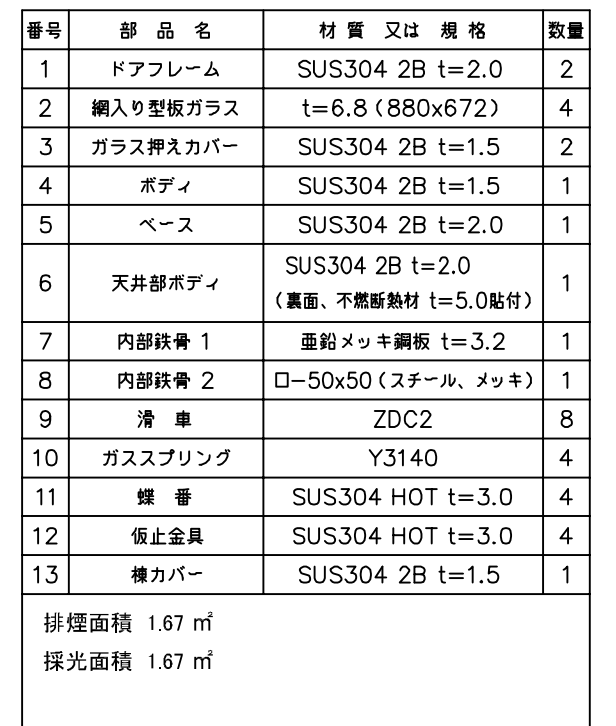 番号 部 品 名 材 質 又は 規 格 数量
1 ドアフレーム SUS304 2B t=2.0 2
2 網入り型板ガラス t=6.8(880x672) 4
3 ガラス押えカバー SUS304 2B t=1.5 2
4 ボディ SUS304 2B t=1.5 1
5 ベース SUS304 2B t=2.0 1
6 天井部ボディ SUS304 2B t=2.0 1
(裏面、不燃断熱材 t=5.0貼付)
7 内部鉄骨 1 亜鉛メッキ鋼板 t=3.2 1
8 内部鉄骨 2 ロー50x50(スチール、メッキ) 1
9 滑 車 ZDC2 8
10 ガススプリング Y3140 4
11 蝶 番 SUS304 HOT t=3.0 4
12 仮止金具 SUS304 HOT t=3.0 4
13 棟カバー SUS304 2B t=1.5 1
排煙面積 1.67 ㎡
採光面積 1.67 ㎡